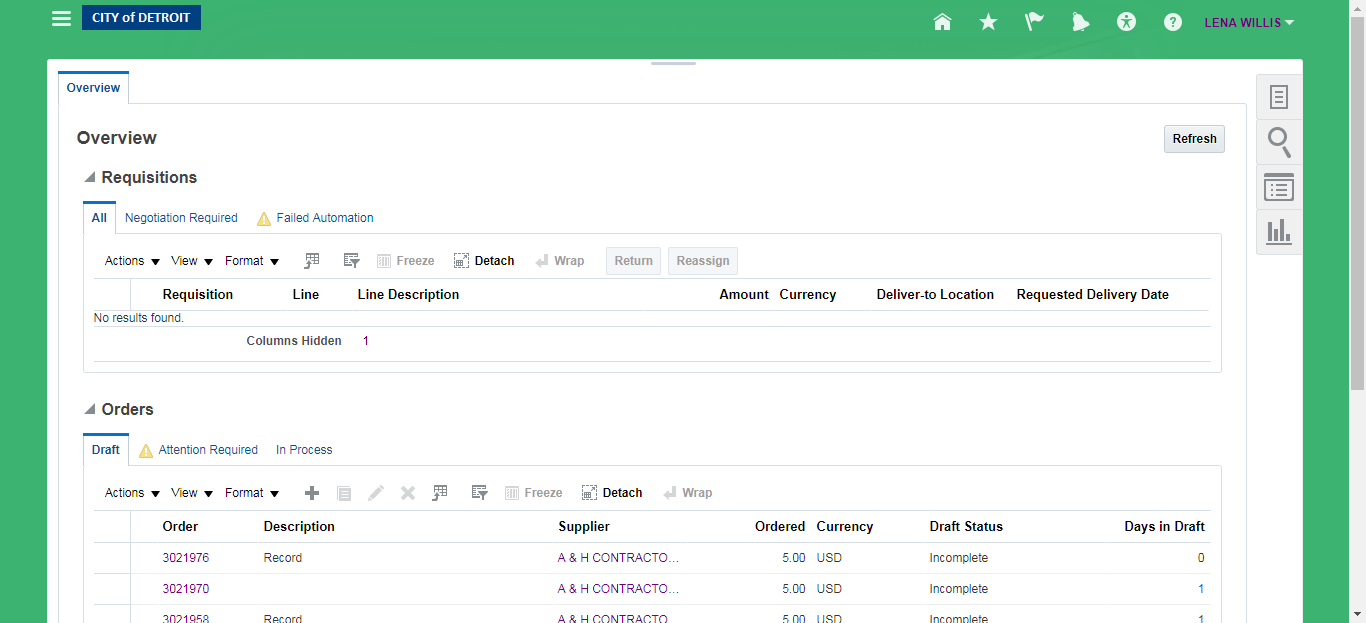 CITY of DETROIT
LENA WILLIS
Overview
Overview
Refresh
Requisitions
All Negotiation Required Failed Automation
Actions View Format Freeze Detach Wrap Return Reassign
Requisition Line Line Description Amount Currency Deliver-to Location Requested Delivery Date
No results found.
Columns Hidden 1
Orders
Draft Attention Required In Process
Actions View Format Freeze Detach Wrap
Order Description Supplier Ordered Currency Draft Status Days in Draft
3021976 Record A & H CONTRACTO... 5.00 USD Incomplete 0
3021970 A & H CONTRACTO... 5.00 USD Incomplete 1
3021958 Record A & H CONTRACTO 5.00 USD Incomplete 1